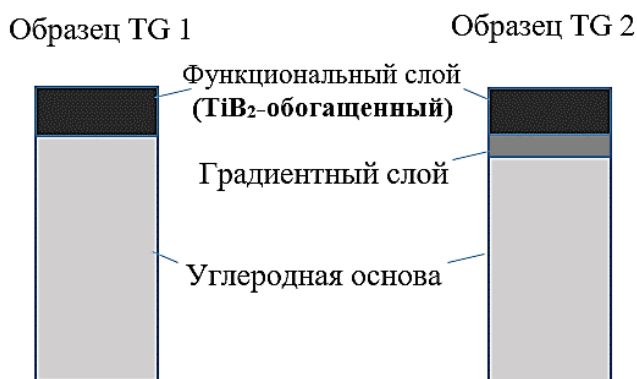 Образец TG 1
Образец TG 2
Функциональный слой
(TiB₂-обогащенный)
Градиентный слой
Углеродная основа